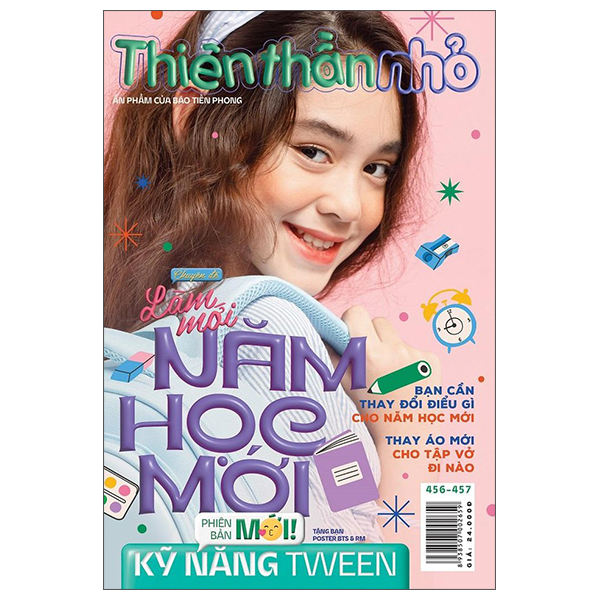 Thiên thần nhỏ
ẤN PHẨM CỦA BÁO TIỀN PHONG
Chuyên đề
Làm mới
NĂM
HỌC
MỚI
BẠN CẦN
THAY ĐỔI ĐIỀU GÌ
CHO NĂM HỌC MỚI
THAY ÁO MỚI
CHO TẬP VỞ
ĐI NÀO
456-457
8938507002659
GIÁ: 24.000Đ
PHIÊN BẢN MỚI!
TẶNG BẠN
POSTER BTS & RM
KỸ NĂNG TWEEN